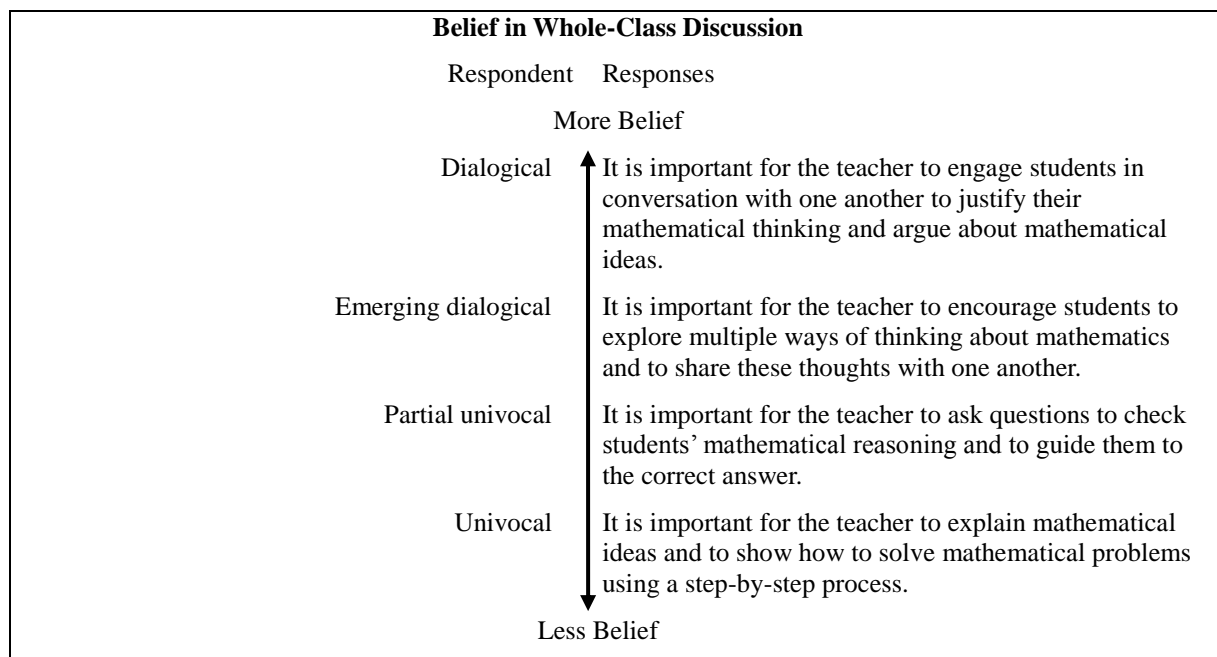 Belief in Whole-Class Discussion
Respondent Responses
More Belief
Dialogical It is important for the teacher to engage students in
conversation with one another to justify their
mathematical thinking and argue about mathematical
ideas.
Emerging dialogical It is important for the teacher to encourage students to
explore multiple ways of thinking about mathematics
and to share these thoughts with one another.
Partial univocal It is important for the teacher to ask questions to check
students’ mathematical reasoning and to guide them to
the correct answer.
Univocal It is important for the teacher to explain mathematical
ideas and to show how to solve mathematical problems
using a step-by-step process.
Less Belief